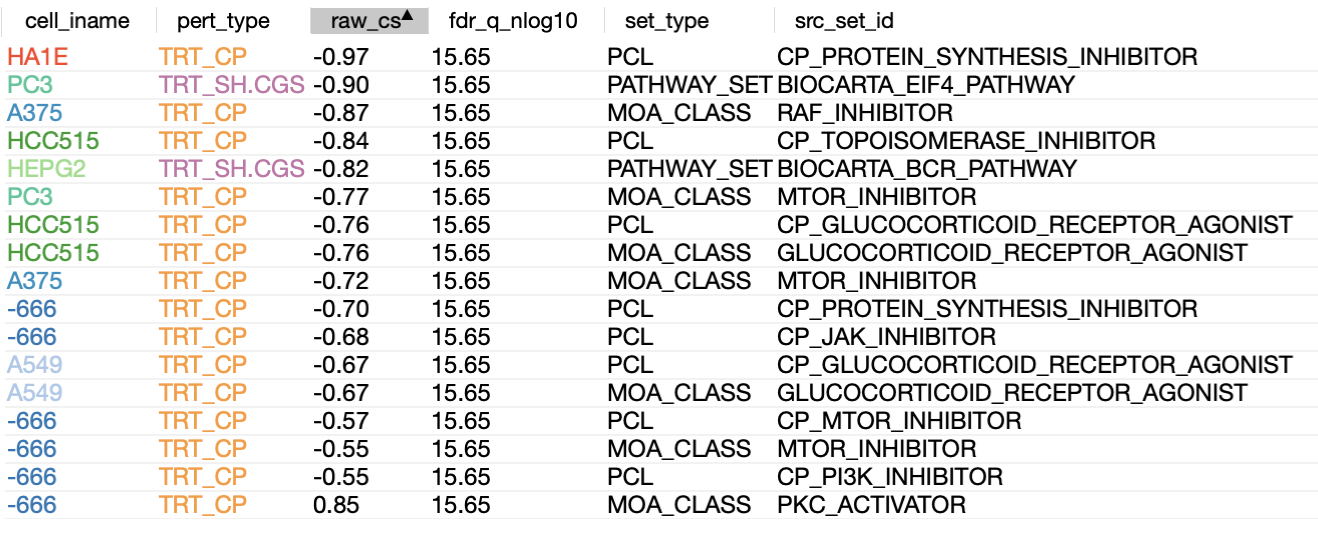 cell_iname pert_type raw_cs▲ fdr_q_nlog10 set_type src_set_id
HA1E TRT_CP -0.97 15.65 PCL CP_PROTEIN_SYNTHESIS_INHIBITOR
PC3 TRT_SH.CGS -0.90 15.65 PATHWAY_SET BIOCARTA_EIF4_PATHWAY
A375 TRT_CP -0.87 15.65 MOA_CLASS RAF_INHIBITOR
HCC515 TRT_CP -0.84 15.65 PCL CP_TOPOISOMERASE_INHIBITOR
HEPG2 TRT_SH.CGS -0.82 15.65 PATHWAY_SET BIOCARTA_BCR_PATHWAY
PC3 TRT_CP -0.77 15.65 MOA_CLASS MTOR_INHIBITOR
HCC515 TRT_CP -0.76 15.65 PCL CP_GLUCOCORTICOID_RECEPTOR_AGONIST
HCC515 TRT_CP -0.76 15.65 MOA_CLASS GLUCOCORTICOID_RECEPTOR_AGONIST
A375 TRT_CP -0.72 15.65 MOA_CLASS MTOR_INHIBITOR
-666 TRT_CP -0.70 15.65 PCL CP_PROTEIN_SYNTHESIS_INHIBITOR
-666 TRT_CP -0.68 15.65 PCL CP_JAK_INHIBITOR
A549 TRT_CP -0.67 15.65 PCL CP_GLUCOCORTICOID_RECEPTOR_AGONIST
A549 TRT_CP -0.67 15.65 MOA_CLASS GLUCOCORTICOID_RECEPTOR_AGONIST
-666 TRT_CP -0.57 15.65 PCL CP_MTOR_INHIBITOR
-666 TRT_CP -0.55 15.65 MOA_CLASS MTOR_INHIBITOR
-666 TRT_CP -0.55 15.65 PCL CP_PI3K_INHIBITOR
-666 TRT_CP 0.85 15.65 MOA_CLASS PKC_ACTIVATOR